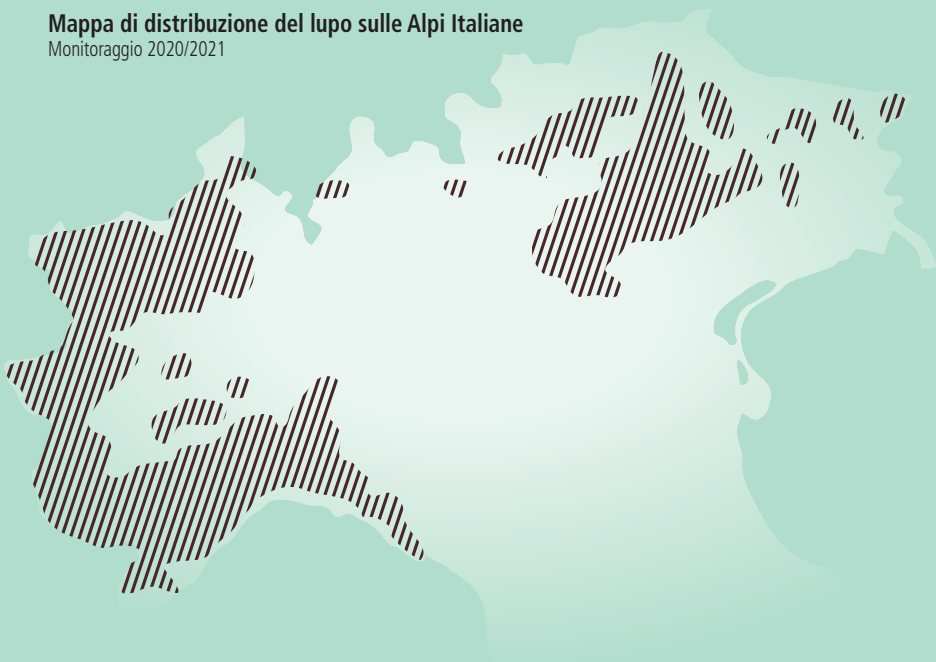 Mappa di distribuzione del lupo sulle Alpi Italiane
Monitoraggio 2020/2021